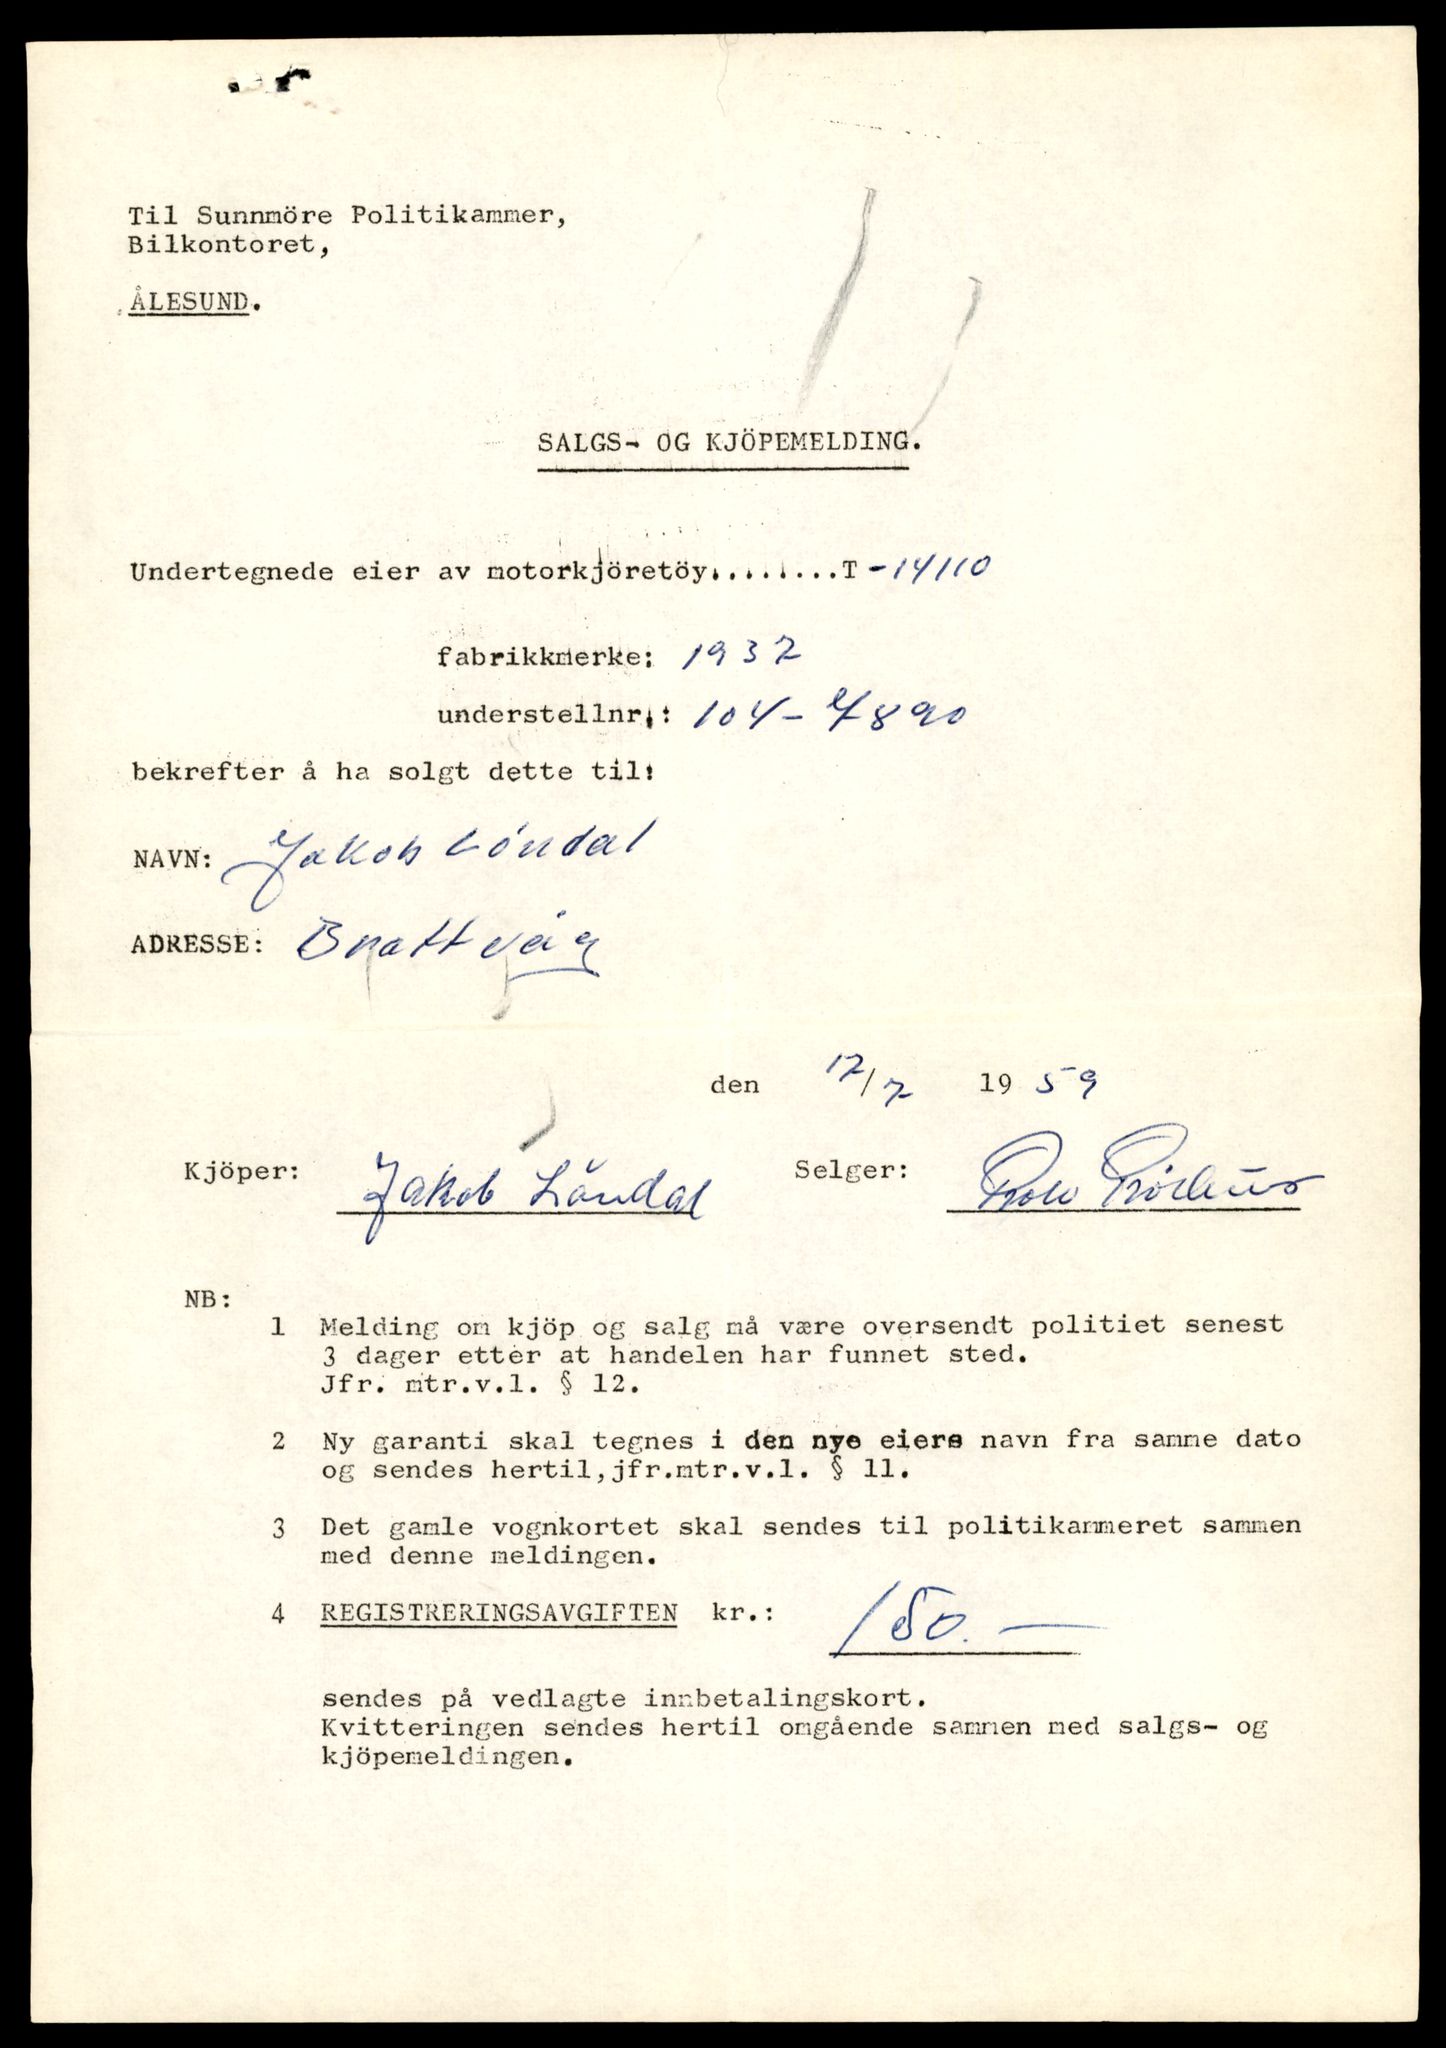 Til Sunnmöre Politikammer,
Bilkontoret,
ÅLESUND.
SALGS- OG KJÖPEMELDING.
Undertegnede eier av motorkjöretöy........T -14110
fabrikkmerke: 1937
understellnr.: 104-7890
bekrefter å ha solgt dette til:
NAVN: Jakob Löndal
ADRESSE: Brattvåg
den 17/7 1959
Kjöper: Jakob Löndal Selger:
NB:
1 Melding om kjöp og salg må være oversendt politiet senest
3 dager etter at handelen har funnet sted.
Jfr. mtr.v.l. § 12.
2 Ny garanti skal tegnes i den nye eiers navn fra samme dato
og sendes hertil, jfr.mtr.v.l. § 11.
3 Det gamle vognkortet skal sendes til politikammeret sammen
med denne meldingen.
4 REGISTRERINGSAVGIFTEN kr.: 150.—
sendes på vedlagte innbetalingskort.
Kvitteringen sendes hertil omgående sammen med salgs- og
kjöpemeldingen.